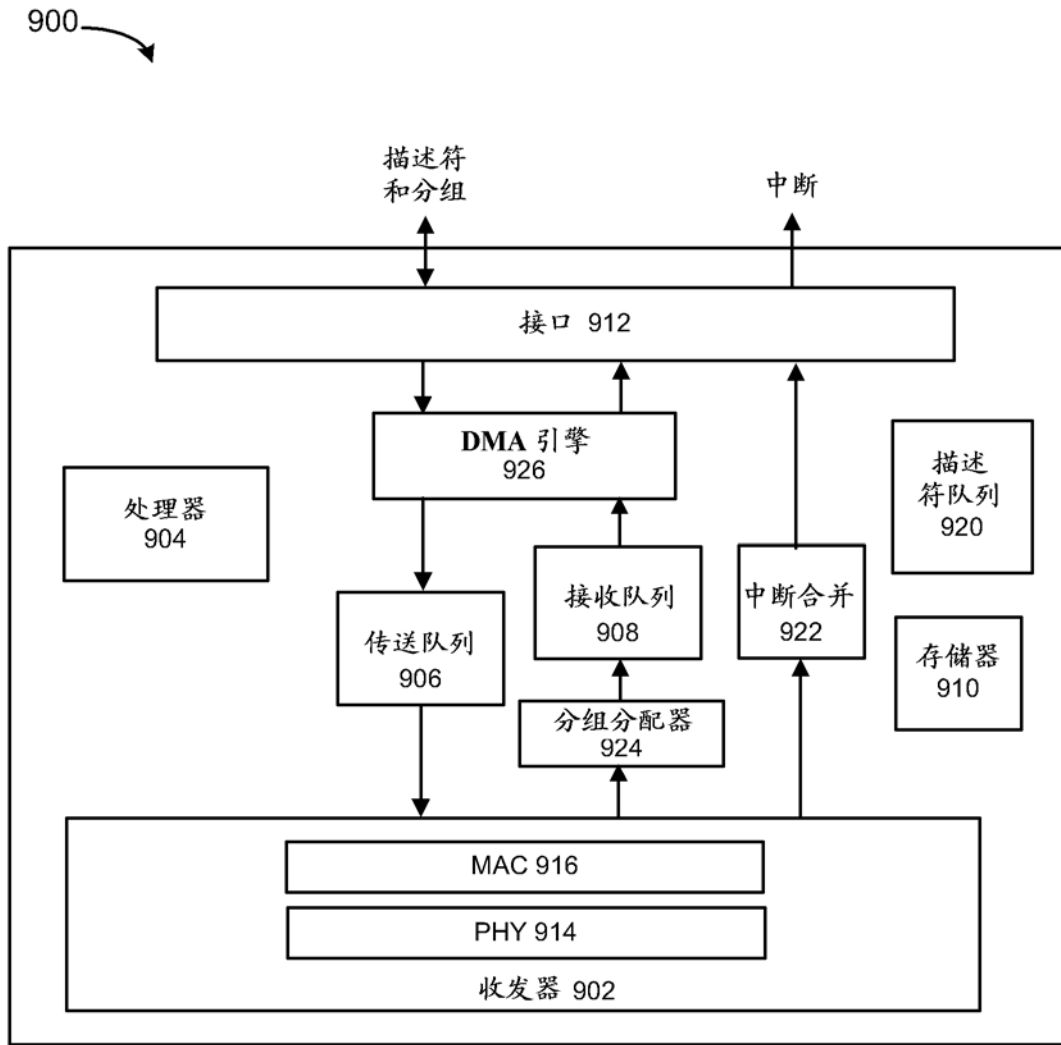 900
描述符
和分组
中断
接口 912
DMA 引擎
926
处理器
904
描述
符队列
920
接收队列
908
中断合并
922
传送队列
906
存储器
910
分组分配器
924
MAC 916
PHY 914
收发器 902